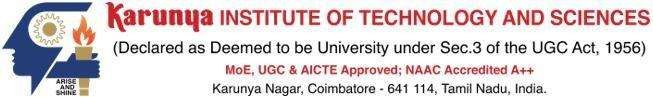 Karunya INSTITUTE OF TECHNOLOGY AND SCIENCES
(Declared as Deemed to be University under Sec.3 of the UGC Act, 1956)
MoE, UGC & AICTE Approved; NAAC Accredited A++
Karunya Nagar, Coimbatore - 641 114, Tamil Nadu, India.
ARISE
AND
SHINE